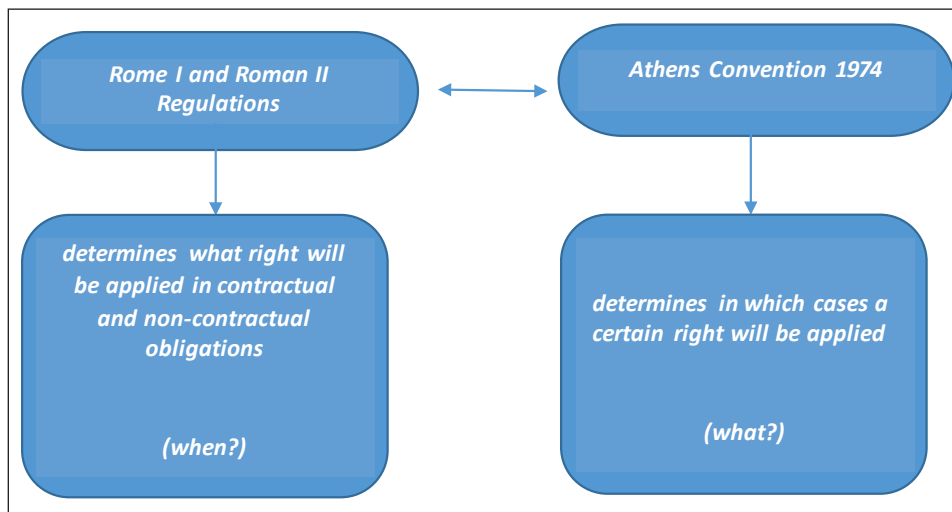 Rome I and Roman II
Regulations
Athens Convention 1974
determines what right will
be applied in contractual
and non-contractual
obligations
(when?)
determines in which cases a
certain right will be applied
(what?)